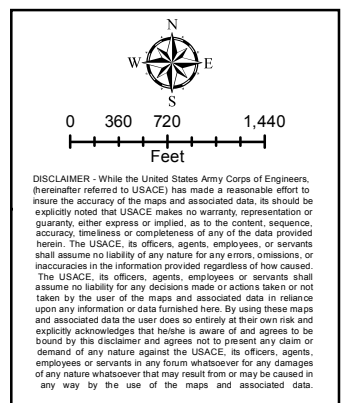 N
W E
S
0 360 720 1,440
Feet
DISCLAIMER - While the United States Army Corps of Engineers,
(hereinafter referred to USACE) has made a reasonable effort to
insure the accuracy of the maps and associated data, its should be
explicitly noted that USACE makes no warranty, representation or
guaranty, either express or implied, as to the content, sequence,
accuracy, timeliness or completeness of any of the data provided
herein. The USACE, its officers, agents, employees, or servants
shall assume no liability of any nature for any errors, omissions, or
inaccuracies in the information provided regardless of how caused.
The USACE, its officers, agents, employees or servants shall
assume no liability for any decisions made or actions taken or not
taken by the user of the maps and associated data in reliance
upon any information or data furnished here. By using these maps
and associated data the user does so entirely at their own risk and
explicitly acknowledges that he/she is aware of and agrees to be
bound by this disclaimer and agrees not to present any claim or
demand of any nature against the USACE, its officers, agents,
employees or servants in any forum whatsoever for any damages
of any nature whatsoever that may result from or may be caused in
any way by the use of the maps and associated data.